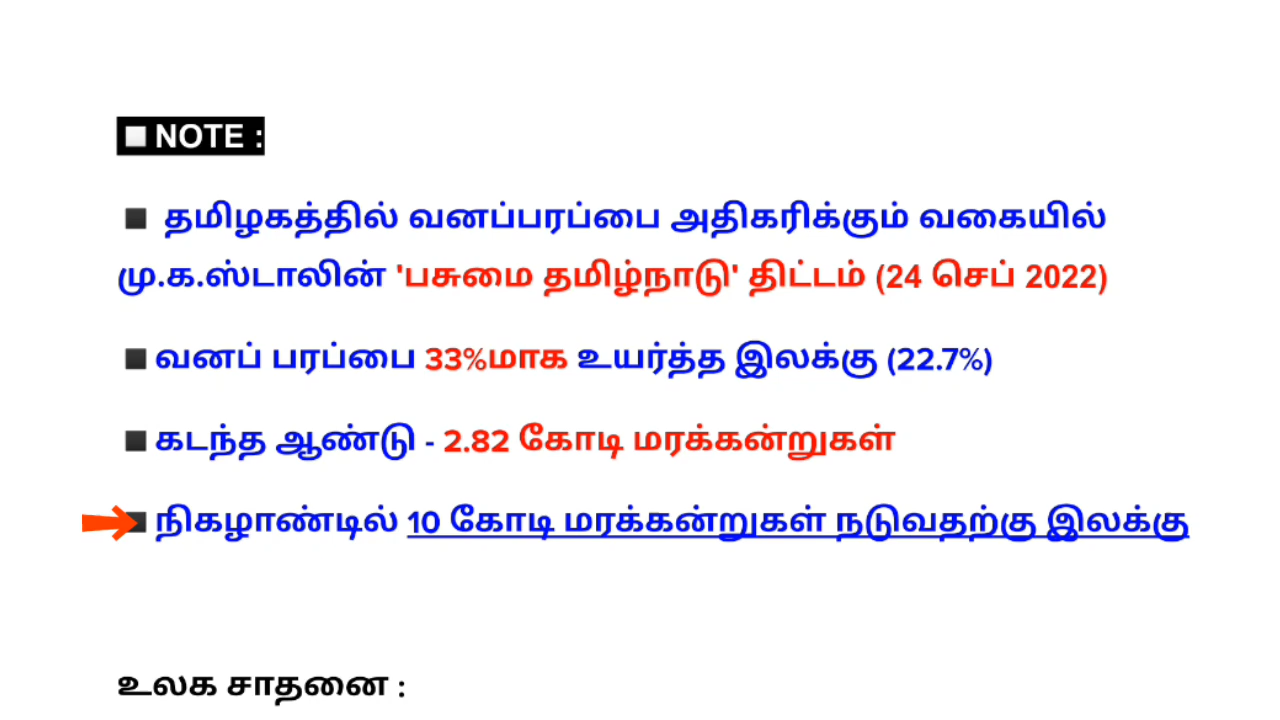 ◻️NOTE :
◾ தமிழகத்தில் வனப்பரப்பை அதிகரிக்கும் வகையில்
மு.க.ஸ்டாலின் 'பசுமை தமிழ்நாடு' திட்டம் (24 செப் 2022)
◾வனப் பரப்பை 33%மாக உயர்த்த இலக்கு (22.7%)
◾கடந்த ஆண்டு - 2.82 கோடி மரக்கன்றுகள்
◾நிகழாண்டில் 10 கோடி மரக்கன்றுகள் நடுவதற்கு இலக்கு
உலக சாதனை :